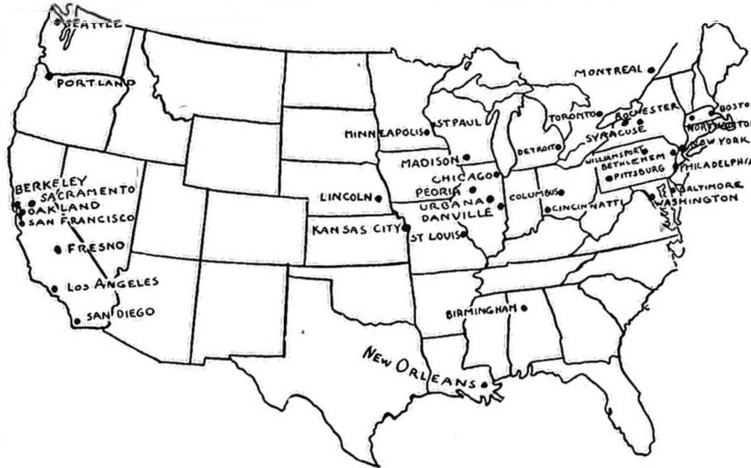 SEATTLE
PORTLAND
MONTREAL
TORONTO
ROCHESTER
BOSTON
ST PAUL
MINNEAPOLIS
SYRACUSE
DETROIT
NEW YORK
WILLIAMSPORT
BETHLEHEM
MADISON
PITTSBURG
PHILADELPHIA
CHICAGO
BERKELEY
SACRAMENTO
PEORIA
BALTIMORE
LINCOLN
COLUMBUS
WASHINGTON
URBANA
OAKLAND
DANVILLE
CINCINNATTI
SAN FRANCISCO
KANSAS CITY
ST LOUIS
FRESNO
LOS ANGELES
SAN DIEGO
BIRMINGHAM
NEW ORLEANS